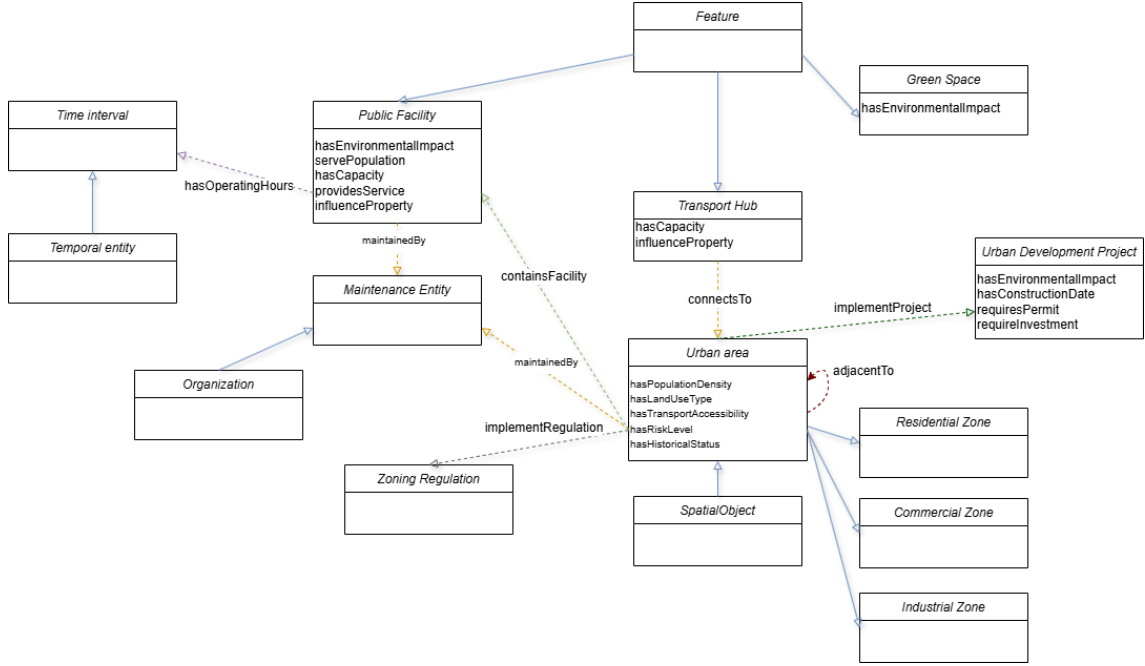 Feature
Green Space
hasEnvironmentalImpact
Time interval
Public Facility
hasEnvironmentalImpact
servePopulation
hasCapacity
providesService
influenceProperty
hasOperatingHours
Transport Hub
hasCapacity
influenceProperty
Temporal entity
maintainedBy
Urban Development Project
hasEnvironmentalImpact
hasConstructionDate
requiresPermit
requireInvestment
containsFacility
Maintenance Entity
connectsTo
implementProject
Urban area
hasPopulationDensity
hasLandUseType
hasTransportAccessibility
hasRiskLevel
hasHistoricalStatus
maintainedBy
adjacentTo
Organization
implementRegulation
Residential Zone
Zoning Regulation
SpatialObject
Commercial Zone
Industrial Zone